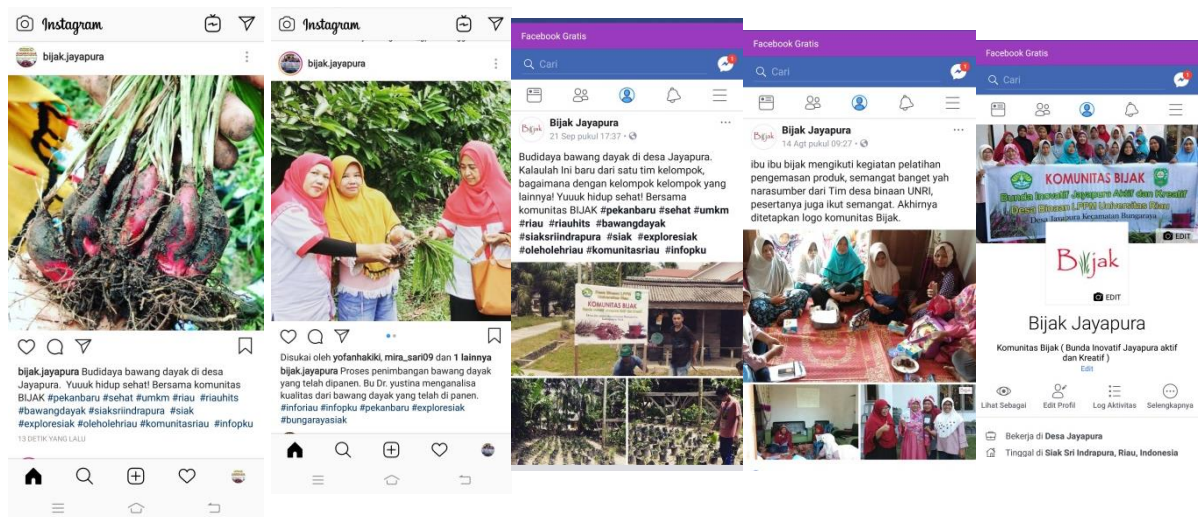 Instagram
bijak.jayapura
bijak.jayapura Budidaya bawang dayak di desa
Jayapura. Yuuuk hidup sehat! Bersama komunitas
BIJAK #pekanbaru #sehat #umkm #riau #riauhits
#bawangdayak #siaksriindrapura #siak
#exploresiak #oleholehriau #komunitasriau #infopku
13 DETIK YANG LALU
Instagram
bijak.jayapura
Disukai oleh yofanhakiki, mira_sari09 dan 1 lainnya
bijak.jayapura Proses penimbangan bawang dayak
yang telah dipanen. Bu Dr. yustina menganalisa
kualitas dari bawang dayak yang telah di panen.
#inforiau #infopku #pekanbaru #exploresiak
#bungarayasiak
Facebook Gratis
Cari
Bijak Jayapura
21 Sep pukul 17:37
Budidaya bawang dayak di desa Jayapura.
Kalaulah Ini baru dari satu tim kelompok,
bagaimana dengan kelompok kelompok yang
lainnya! Yuuuk hidup sehat! Bersama
komunitas BIJAK #pekanbaru #sehat #umkm
#riau #riauhits #bawangdayak
#siaksriindrapura #siak #exploresiak
#oleholehriau #komunitasriau #infopku
KOMUNITAS BIJAK
Facebook Gratis
Cari
Bijak Jayapura
14 Agt pukul 09:27
ibu ibu bijak mengikuti kegiatan pelatihan
pengemasan produk, semangat banget yah
narasumber dari Tim desa binaan UNRI,
pesertanya juga ikut semangat. Akhirnya
ditetapkan logo komunitas Bijak.
Facebook Gratis
Cari
KOMUNITAS BIJAK
Bunda Inovatif Jayapura Aktif dan Kreatif
Desa Binaan LPPM Universitas Riau
Desa Jayapura Kecamatan Bungaraya
EDIT
Bijak
EDIT
Bijak Jayapura
Komunitas Bijak ( Bunda Inovatif Jayapura aktif
dan Kreatif )
Edit
Lihat Sebagai Edit Profil Log Aktivitas Selengkapnya
Bekerja di Desa Jayapura
Tinggal di Siak Sri Indrapura, Riau, Indonesia